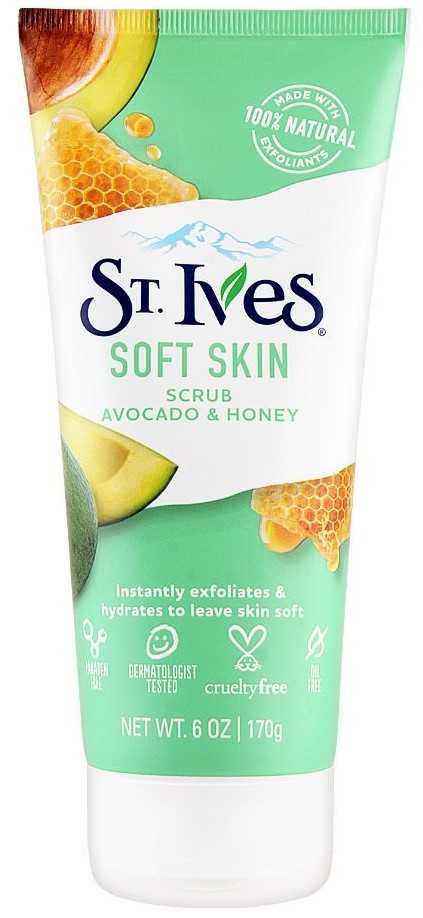 MADE WITH
100% NATURAL
EXFOLIANTS
ST. IVES®
SOFT SKIN
SCRUB
AVOCADO & HONEY
Instantly exfoliates &
hydrates to leave skin soft
PARABEN
FREE
DERMATOLOGIST
TESTED
crueltyfree
OIL
FREE
NET WT. 6 OZ | 170g